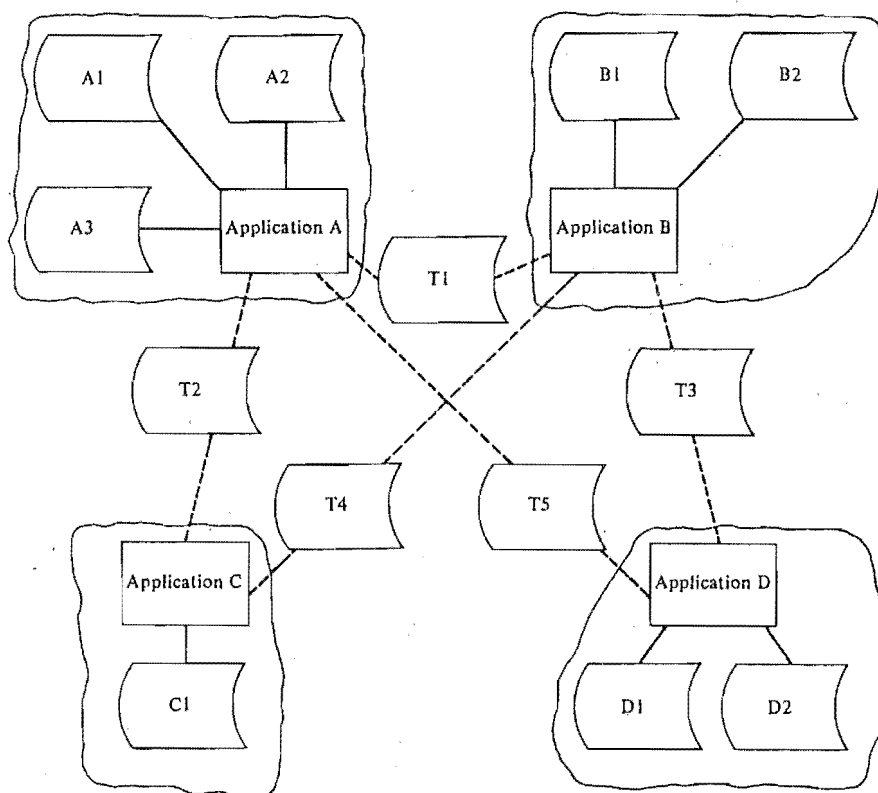 A1
A2
B1
B2
A3
Application A
T1
Application B
T2
T3
T4
T5
Application C
Application D
C1
D1
D2